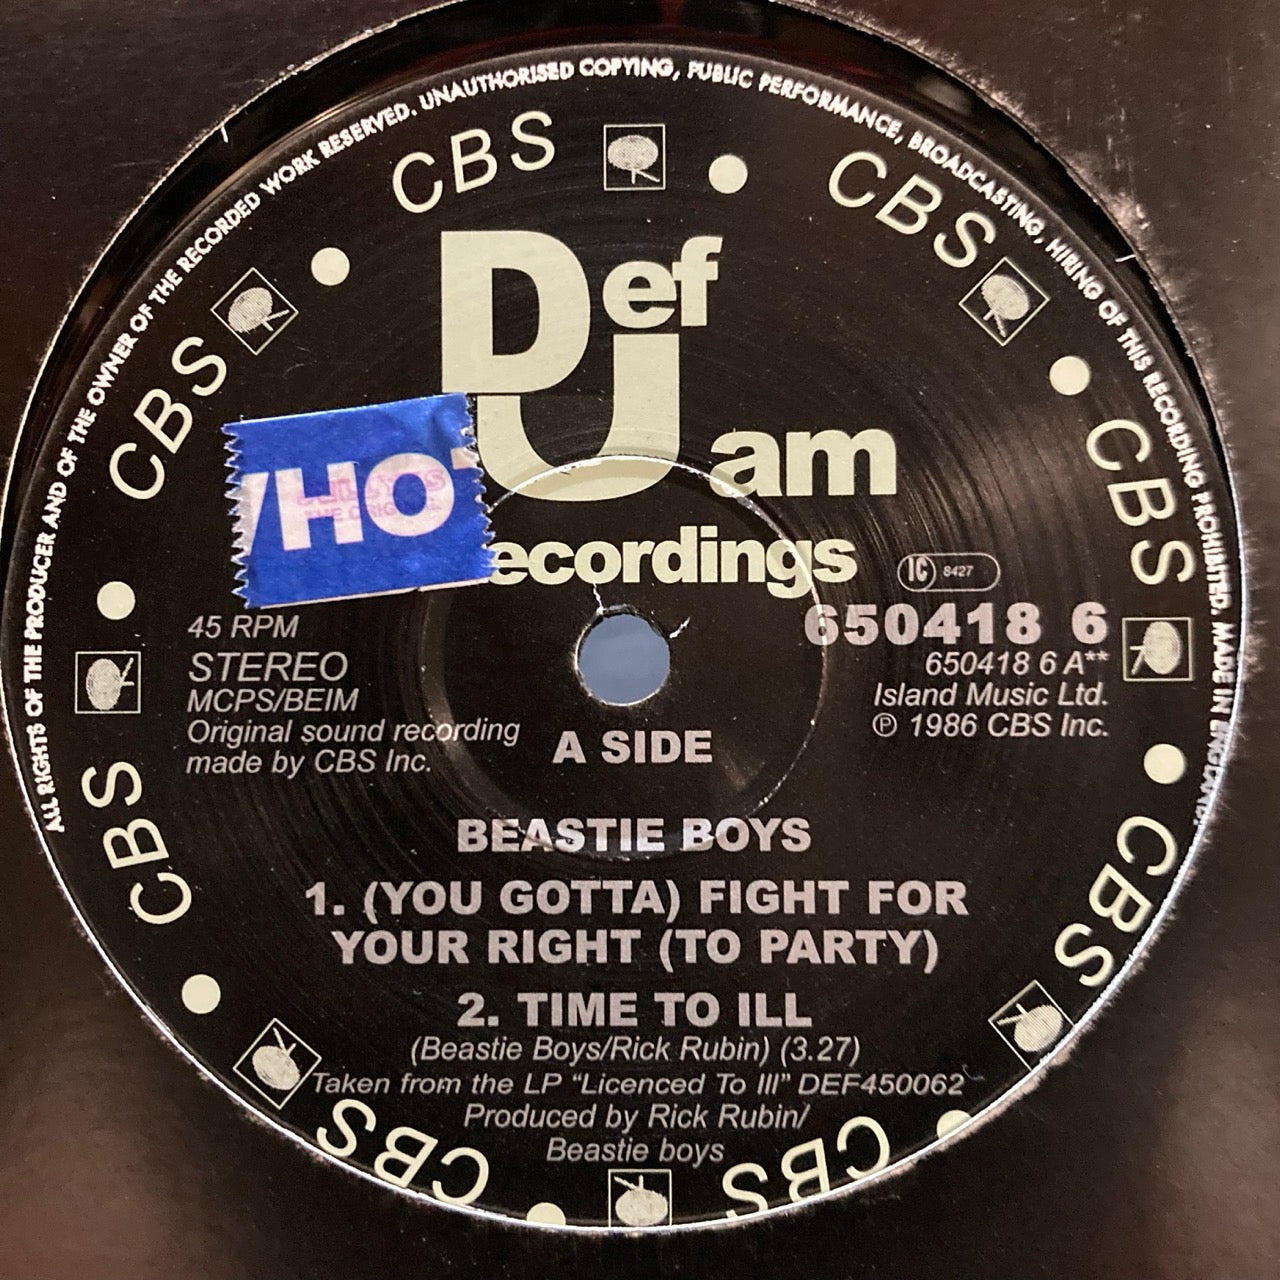 ALL RIGHTS OF THE PRODUCER AND OF THE OWNER OF THE RECORDED WORK RESERVED. UNAUTHORISED COPYING, PUBLIC PERFORMANCE, BROADCASTING, HIRING OF THIS RECORDING PROHIBITED. MADE IN ENGLAND
CBS
CBS
CBS
CBS
CBS
CBS
CBS
CBS
Def
Jam
ecordings
HO
THE
IC 8427
650418 6
45 RPM
650418 6 A**
STEREO
Island Music Ltd.
MCPS/BEIM
℗ 1986 CBS Inc.
Original sound recording
made by CBS Inc.
A SIDE
BEASTIE BOYS
1. (YOU GOTTA) FIGHT FOR
YOUR RIGHT (TO PARTY)
2. TIME TO ILL
(Beastie Boys/Rick Rubin) (3.27)
Taken from the LP "Licenced To Ill" DEF450062
Produced by Rick Rubin/
Beastie boys